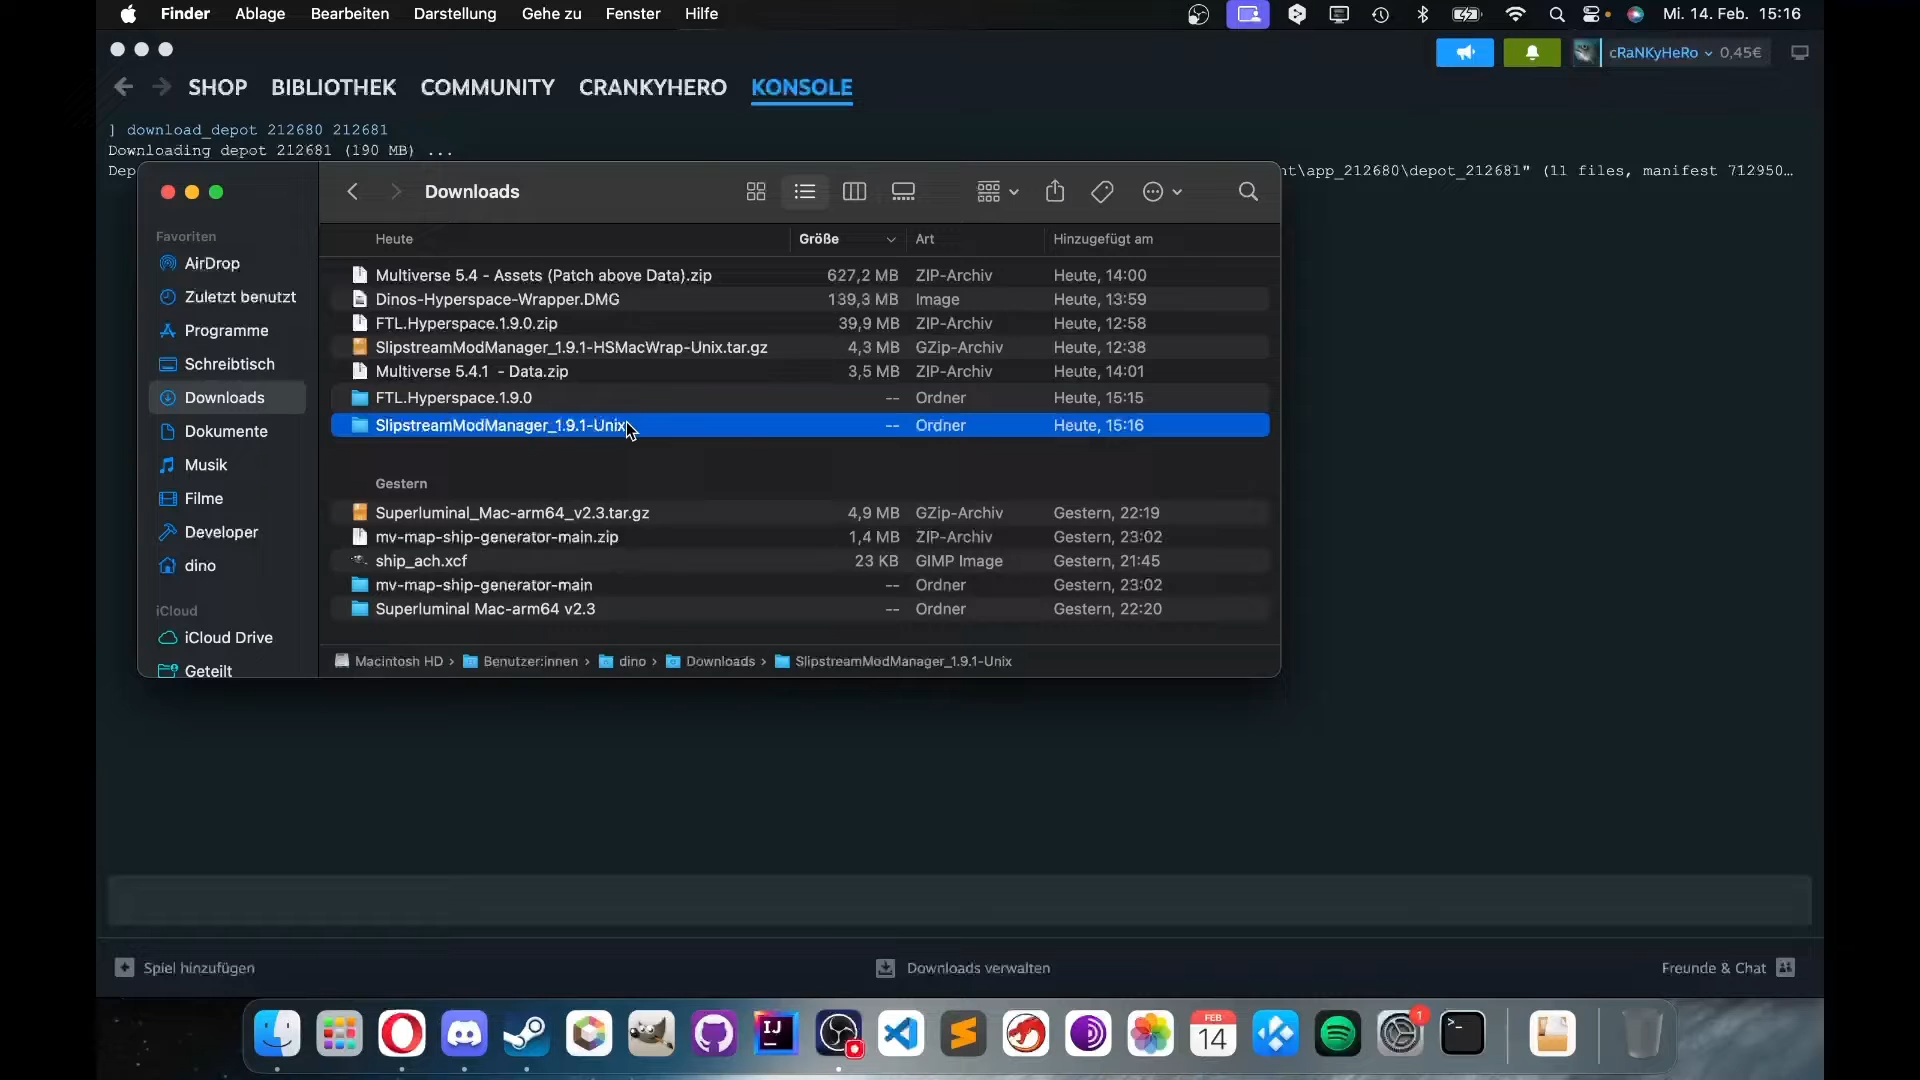 Finder Ablage Bearbeiten Darstellung Gehe zu Fenster Hilfe Mi. 14. Feb. 15:16
cRaNKyHeRo 0,45€
SHOP BIBLIOTHEK COMMUNITY CRANKYHERO KONSOLE
] download_depot 212680 212681
Downloading depot 212681 (190 MB) ...
Dep nt\app_212680\depot_212681" (11 files, manifest 712950…
Downloads
Favoriten
AirDrop
Zuletzt benutzt
Programme
Schreibtisch
Downloads
Dokumente
Musik
Filme
Developer
dino
iCloud
iCloud Drive
Geteilt
Heute Größe Art Hinzugefügt am
Multiverse 5.4 - Assets (Patch above Data).zip 627,2 MB ZIP-Archiv Heute, 14:00
Dinos-Hyperspace-Wrapper.DMG 139,3 MB Image Heute, 13:59
FTL.Hyperspace.1.9.0.zip 39,9 MB ZIP-Archiv Heute, 12:58
SlipstreamModManager_1.9.1-HSMacWrap-Unix.tar.gz 4,3 MB GZip-Archiv Heute, 12:38
Multiverse 5.4.1 - Data.zip 3,5 MB ZIP-Archiv Heute, 14:01
FTL.Hyperspace.1.9.0 -- Ordner Heute, 15:15
SlipstreamModManager_1.9.1-Unix -- Ordner Heute, 15:16
Gestern
Superluminal_Mac-arm64_v2.3.tar.gz 4,9 MB GZip-Archiv Gestern, 22:19
mv-map-ship-generator-main.zip 1,4 MB ZIP-Archiv Gestern, 23:02
ship_ach.xcf 23 KB GIMP Image Gestern, 21:45
mv-map-ship-generator-main -- Ordner Gestern, 23:02
Superluminal Mac-arm64 v2.3 -- Ordner Gestern, 22:20
Macintosh HD › Benutzer:innen › dino › Downloads › SlipstreamModManager_1.9.1-Unix
Spiel hinzufügen Downloads verwalten Freunde & Chat
IJ FEB 14 1 >_